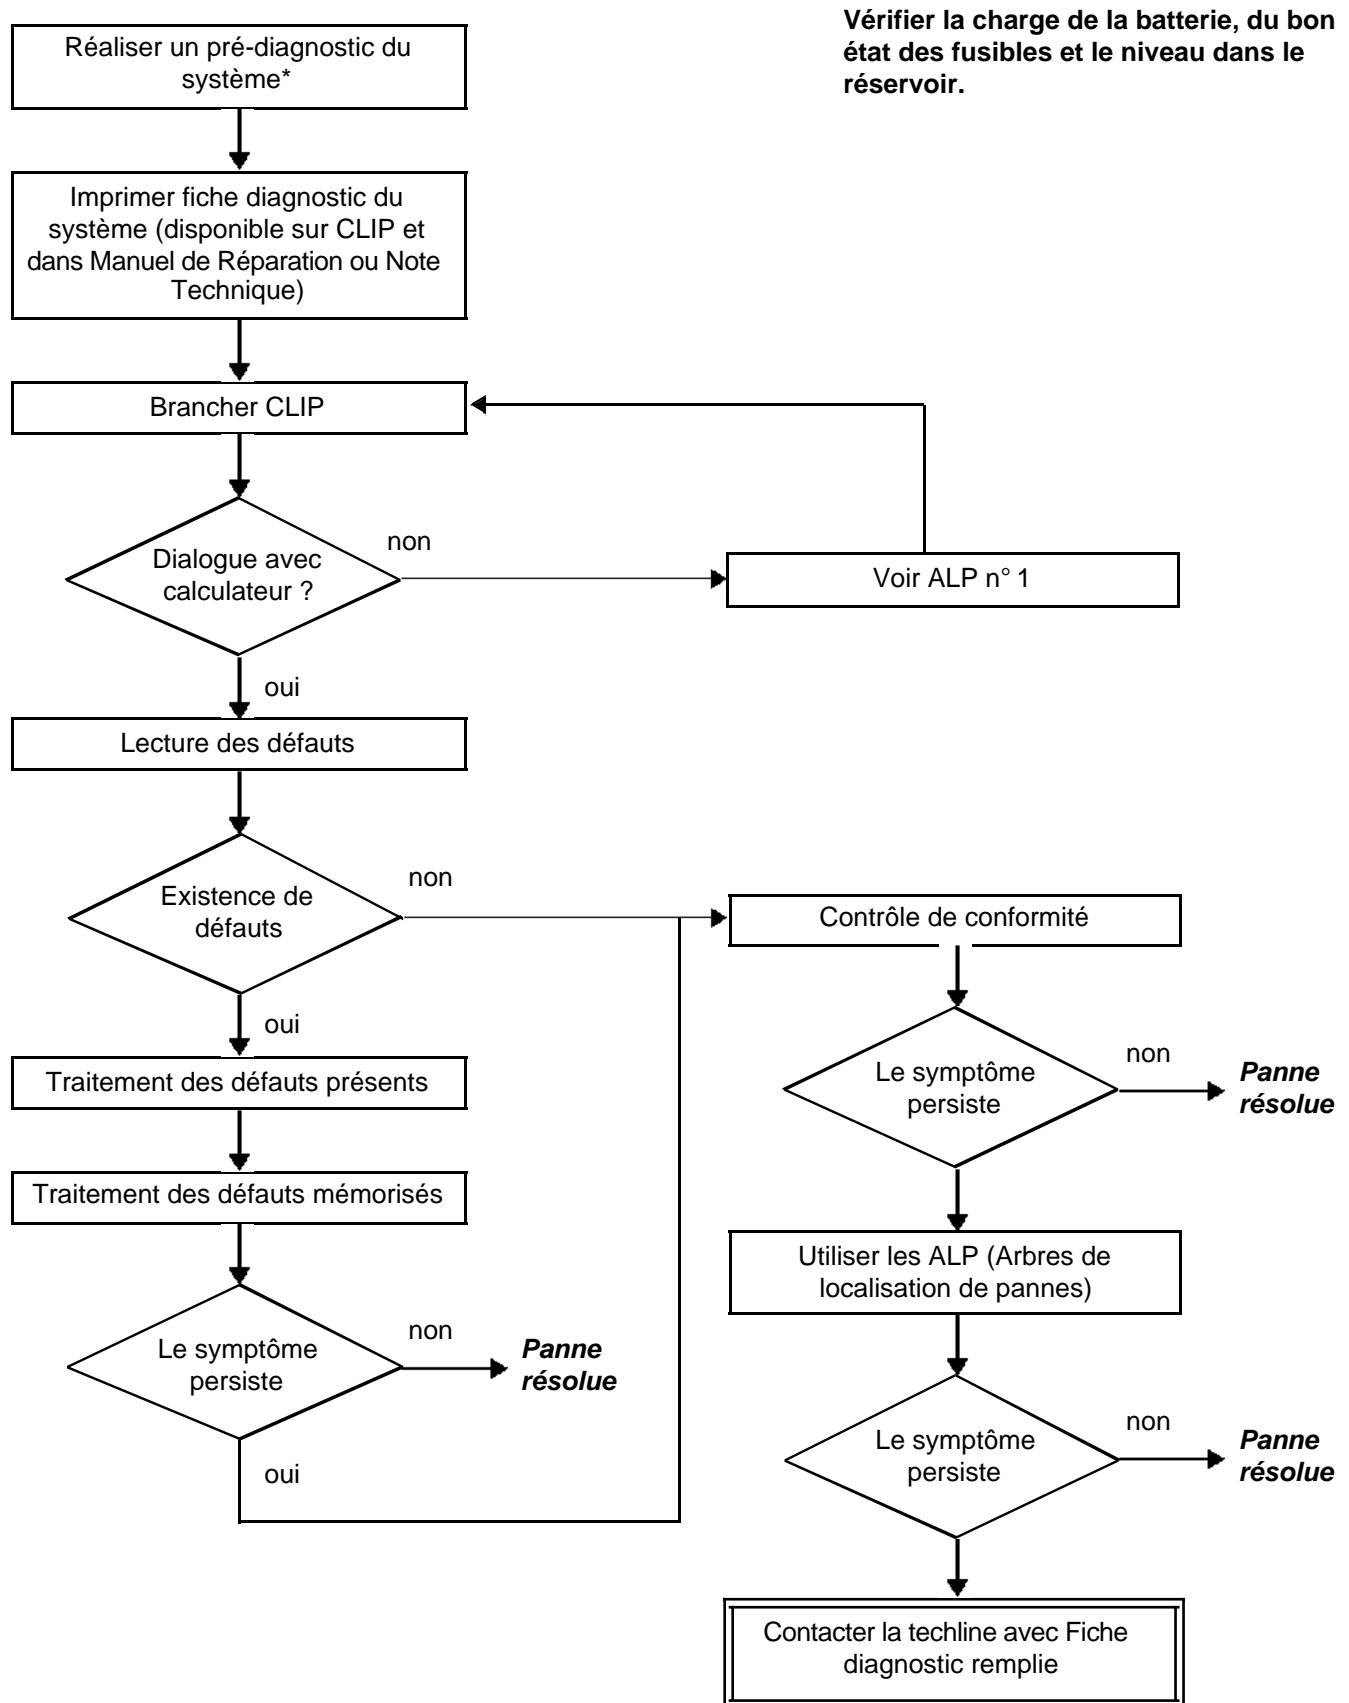 Vérifier la charge de la batterie, du bon
état des fusibles et le niveau dans le
réservoir.
Réaliser un pré-diagnostic du
système*
Imprimer fiche diagnostic du
système (disponible sur CLIP et
dans Manuel de Réparation ou Note
Technique)
Brancher CLIP
Dialogue avec
calculateur ?
non
Voir ALP n° 1
oui
Lecture des défauts
Existence de
défauts
non
Contrôle de conformité
oui
Traitement des défauts présents
Traitement des défauts mémorisés
Le symptôme
persiste
non
Panne
résolue
oui
Le symptôme
persiste
non
Panne
résolue
Utiliser les ALP (Arbres de
localisation de pannes)
Le symptôme
persiste
non
Panne
résolue
Contacter la techline avec Fiche
diagnostic remplie